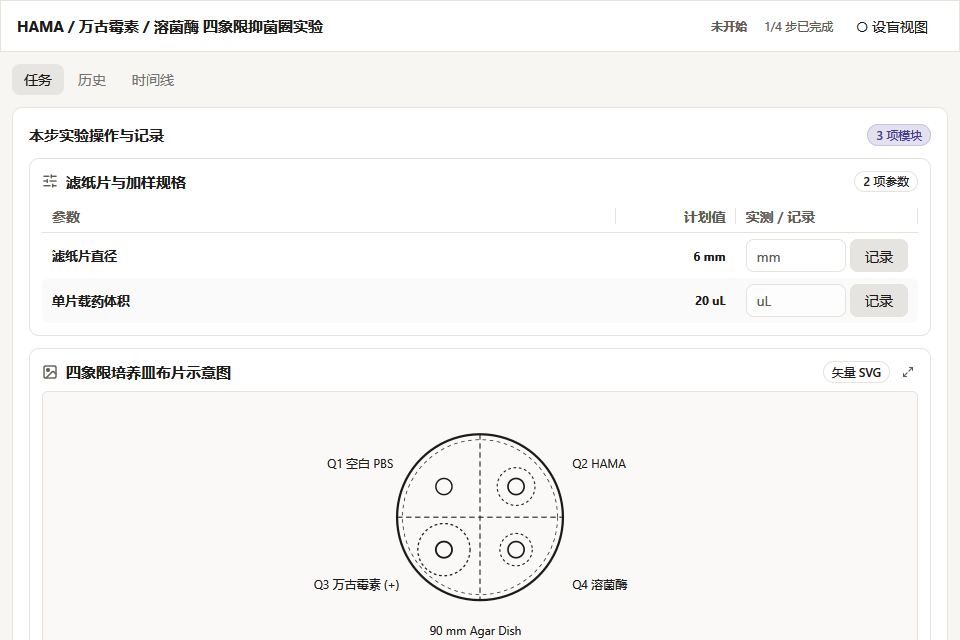 HAMA / 万古霉素 / 溶菌酶 四象限抑菌圈实验
未开始 1/4 步已完成 设盲视图
任务 历史 时间线
本步实验操作与记录 3 项模块
滤纸片与加样规格 2 项参数
参数 计划值 实测 / 记录
滤纸片直径 6 mm mm 记录
单片载药体积 20 uL uL 记录
四象限培养皿布片示意图 矢量 SVG
Q1 空白 PBS Q2 HAMA
Q3 万古霉素 (+) Q4 溶菌酶
90 mm Agar Dish